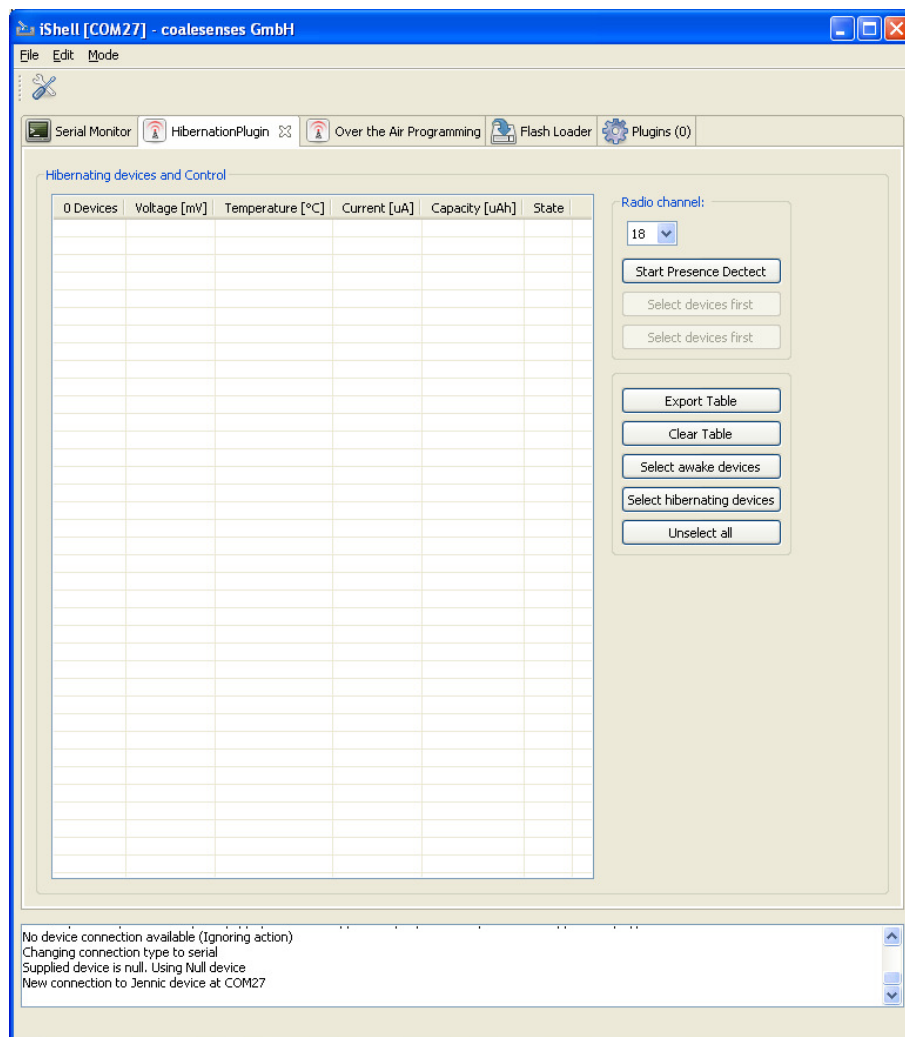 iShell [COM27] - coalesenses GmbH
File Edit Mode
Serial Monitor HibernationPlugin Over the Air Programming Flash Loader Plugins (0)
Hibernating devices and Control
0 Devices Voltage [mV] Temperature [°C] Current [uA] Capacity [uAh] State
Radio channel:
18
Start Presence Dectect
Select devices first
Select devices first
Export Table
Clear Table
Select awake devices
Select hibernating devices
Unselect all
No device connection available (Ignoring action)
Changing connection type to serial
Supplied device is null. Using Null device
New connection to Jennic device at COM27